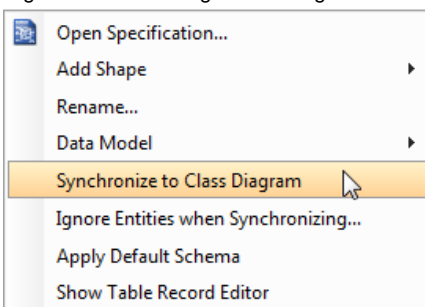 Open Specification...
Add Shape
Rename...
Data Model
Synchronize to Class Diagram
Ignore Entities when Synchronizing...
Apply Default Schema
Show Table Record Editor